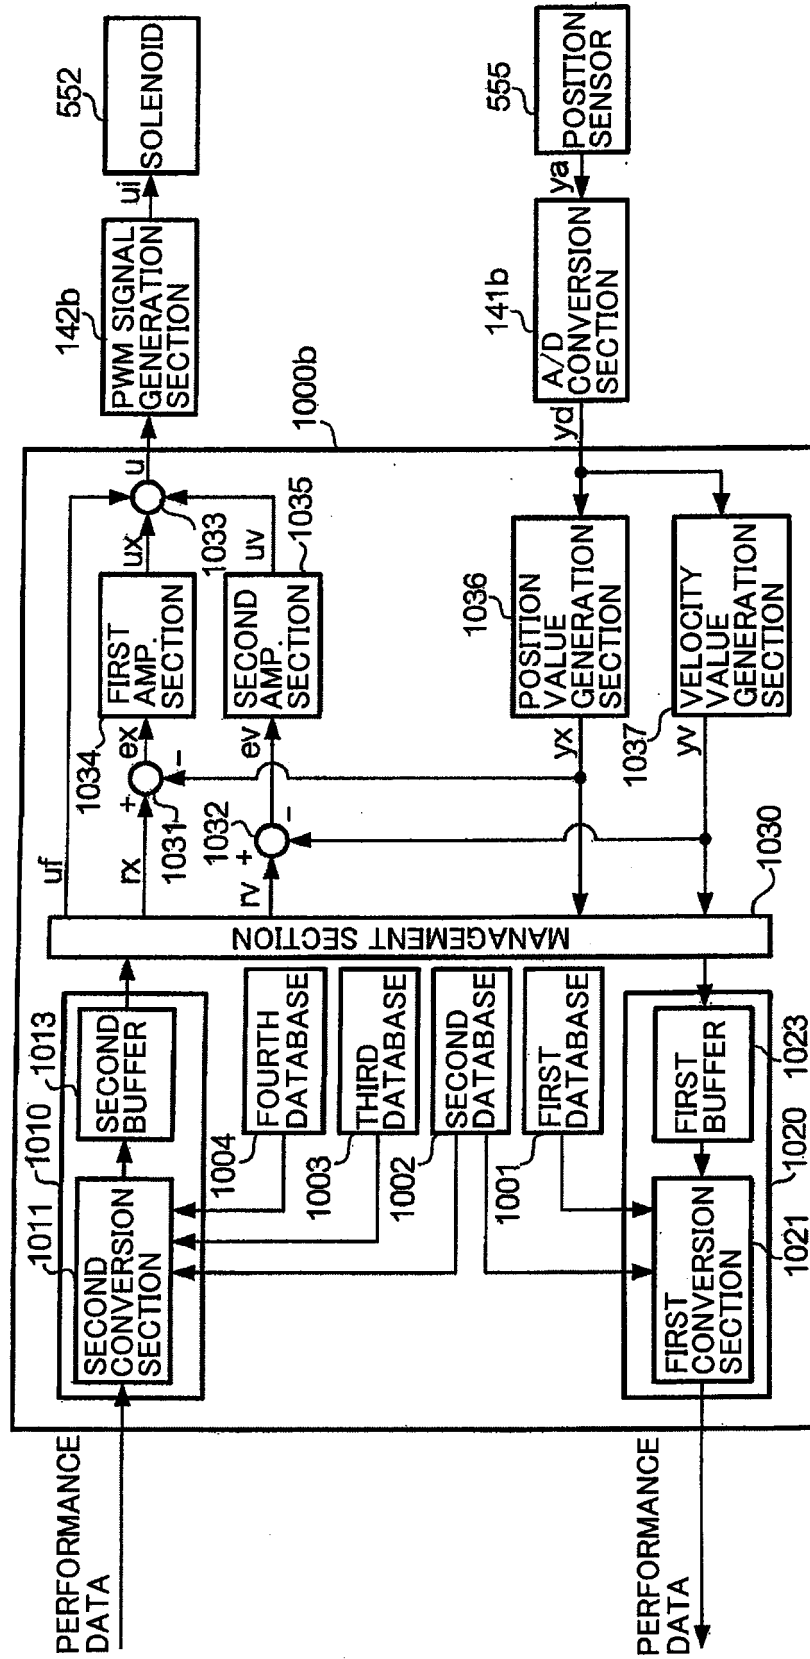 PERFORMANCE
DATA
1010
1011
SECOND
CONVERSION
SECTION
1013
SECOND
BUFFER
uf
rx
+
1031
-
ex
1034
FIRST
AMP.
SECTION
ux
1033
u
142b
PWM SIGNAL
GENERATION
SECTION
ui
552
SOLENOID
rv
+
1032
-
ev
SECOND
AMP.
SECTION
1035
uv
1000b
1004
FOURTH
DATABASE
1003
THIRD
DATABASE
1002
SECOND
DATABASE
1001
FIRST
DATABASE
MANAGEMENT SECTION
1030
yx
1036
POSITION
VALUE
GENERATION
SECTION
yd
141b
A/D
CONVERSION
SECTION
ya
555
POSITION
SENSOR
yv
1037
VELOCITY
VALUE
GENERATION
SECTION
PERFORMANCE
DATA
FIRST
CONVERSION
SECTION
1021
1020
FIRST
BUFFER
1023